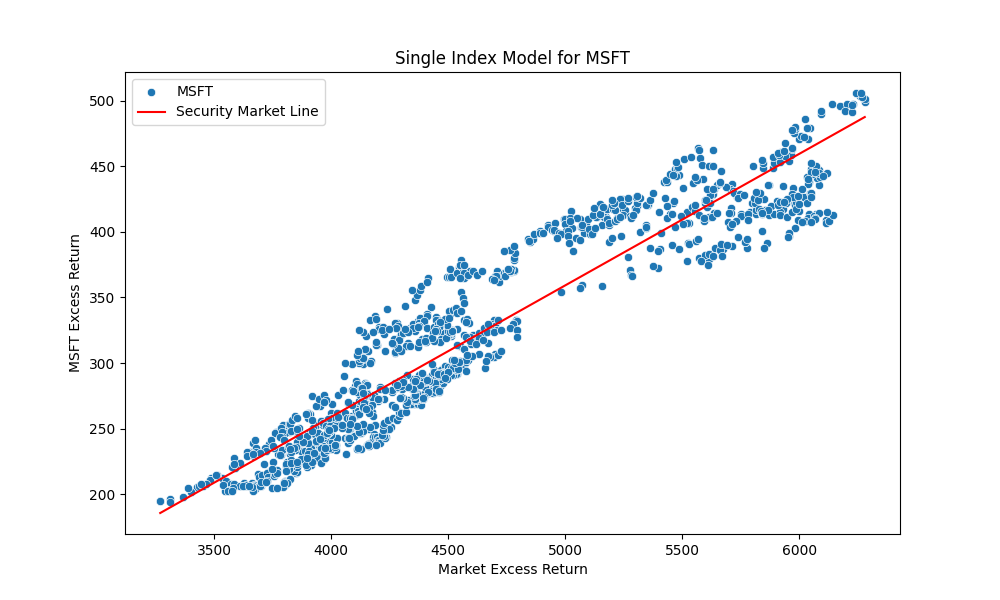 Single Index Model for MSFT
MSFT
Security Market Line
MSFT Excess Return
500
450
400
350
300
250
200
3500 4000 4500 5000 5500 6000
Market Excess Return